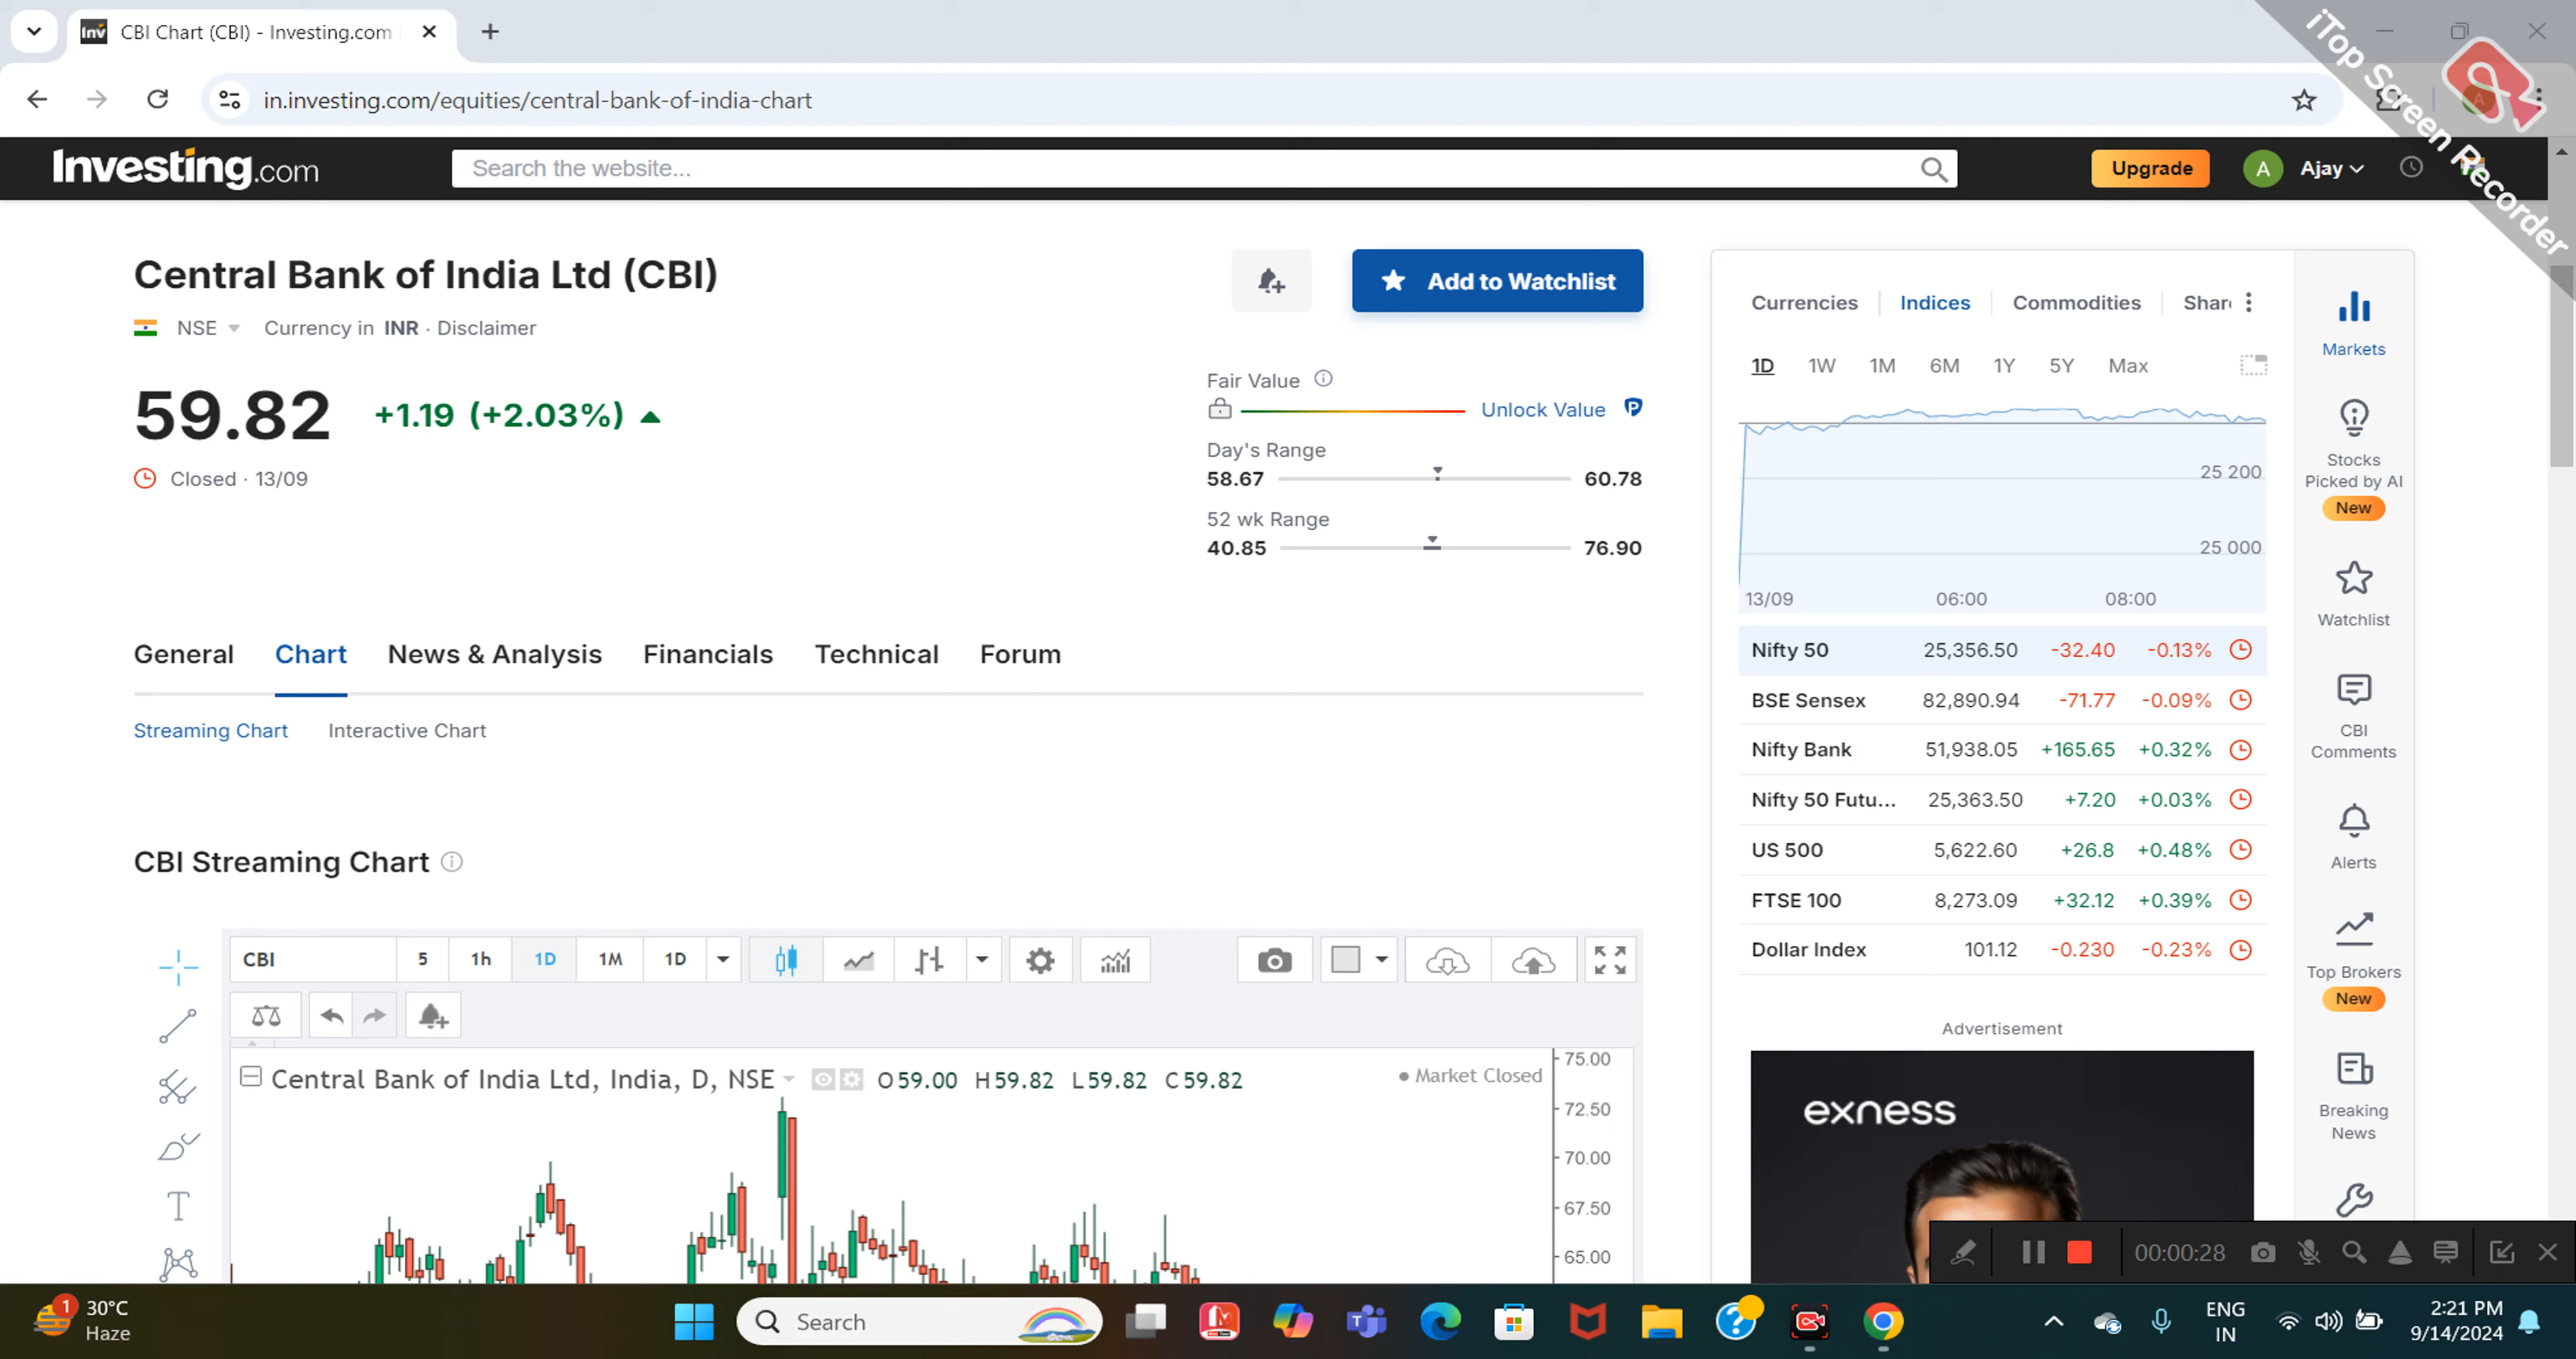 CBI Chart (CBI) - Investing.com
in.investing.com/equities/central-bank-of-india-chart
iTop Screen Recorder
Investing.com
Search the website...
Upgrade
A
Ajay
Central Bank of India Ltd (CBI)
NSE
Currency in INR · Disclaimer
59.82
+1.19 (+2.03%)
Closed · 13/09
Add to Watchlist
Fair Value
Unlock Value
Day's Range
58.67
60.78
52 wk Range
40.85
76.90
General
Chart
News & Analysis
Financials
Technical
Forum
Streaming Chart
Interactive Chart
CBI Streaming Chart
CBI
5
1h
1D
1M
1D
Central Bank of India Ltd, India, D, NSE
O 59.00 H 59.82 L 59.82 C 59.82
Market Closed
75.00
72.50
70.00
67.50
65.00
T
Currencies
Indices
Commodities
Shar
1D
1W
1M
6M
1Y
5Y
Max
25 200
25 000
13/09
06:00
08:00
Nifty 50 25,356.50 -32.40 -0.13%
BSE Sensex 82,890.94 -71.77 -0.09%
Nifty Bank 51,938.05 +165.65 +0.32%
Nifty 50 Futu... 25,363.50 +7.20 +0.03%
US 500 5,622.60 +26.8 +0.48%
FTSE 100 8,273.09 +32.12 +0.39%
Dollar Index 101.12 -0.230 -0.23%
Advertisement
exness
Markets
Stocks
Picked by AI
New
Watchlist
CBI
Comments
Alerts
Top Brokers
New
Breaking
News
00:00:28
1
30°C
Haze
Search
ENG
IN
2:21 PM
9/14/2024